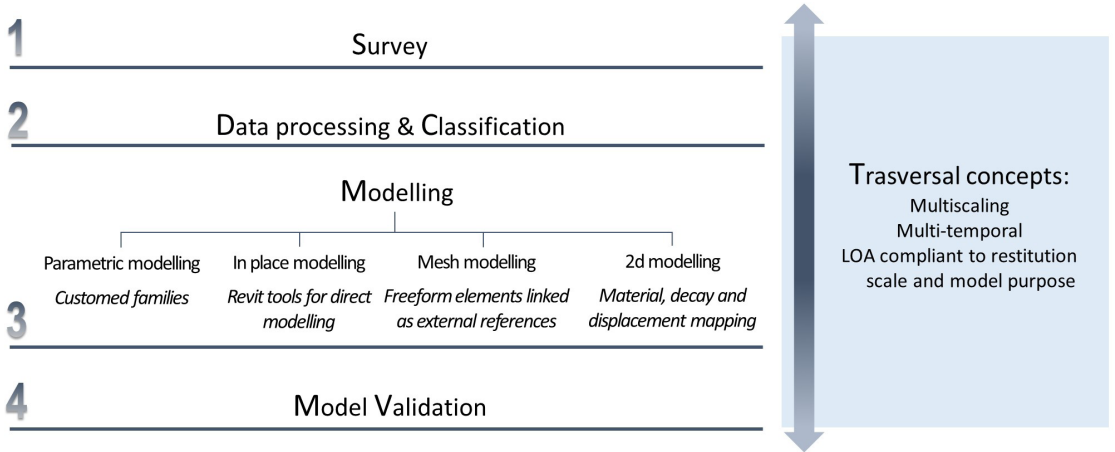 1
Survey
2
Data processing & Classification
Modelling
Parametric modelling
Customed families
In place modelling
Revit tools for direct
modelling
Mesh modelling
Freeform elements linked
as external references
2d modelling
Material, decay and
displacement mapping
3
4
Model Validation
Trasversal concepts:
Multiscaling
Multi-temporal
LOA compliant to restitution
scale and model purpose